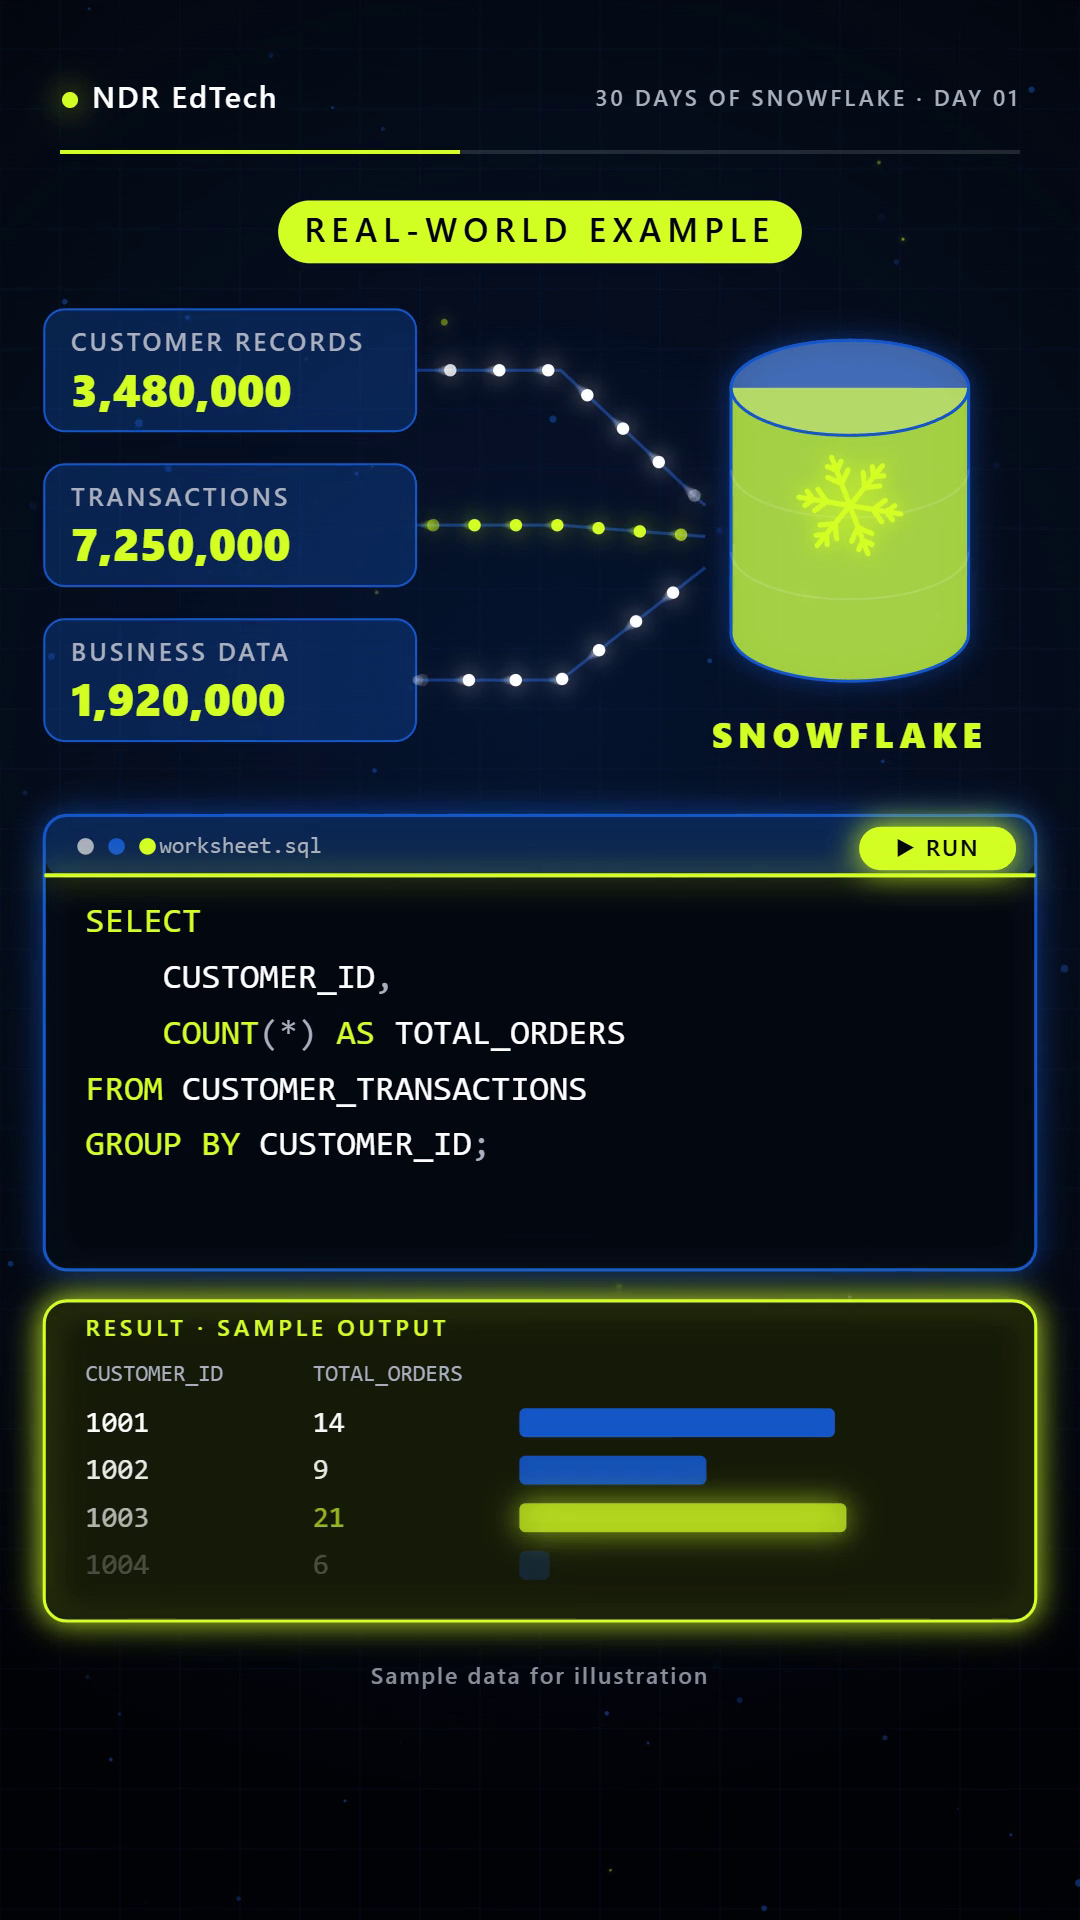 NDR EdTech
30 DAYS OF SNOWFLAKE · DAY 01
REAL-WORLD EXAMPLE
CUSTOMER RECORDS
3,480,000
TRANSACTIONS
7,250,000
BUSINESS DATA
1,920,000
SNOWFLAKE
worksheet.sql
▶ RUN
SELECT
    CUSTOMER_ID,
    COUNT(*) AS TOTAL_ORDERS
FROM CUSTOMER_TRANSACTIONS
GROUP BY CUSTOMER_ID;
RESULT · SAMPLE OUTPUT
CUSTOMER_ID TOTAL_ORDERS
1001 14
1002 9
1003 21
1004 6
Sample data for illustration